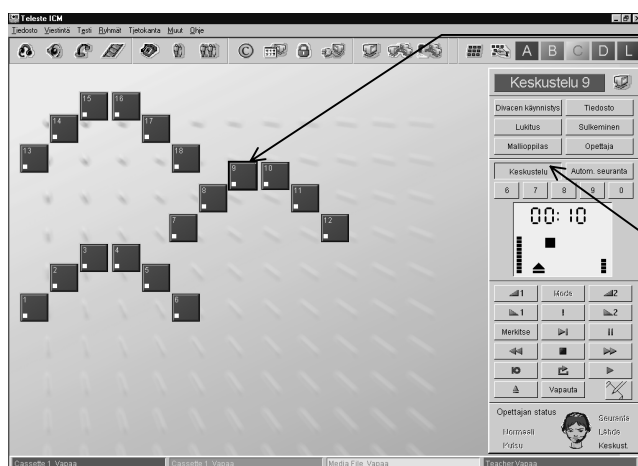 Teleste ICM
Tiedosto Viestintä Testi Ryhmät Tietokanta Muut Ohje
A B C D L
Keskustelu 9
Divacen käynnistys Tiedosto
Lukitus Sulkeminen
Mallioppilas Opettaja
Keskustelu Autom. seuranta
6 7 8 9 0
00:10
15 16
14 17
13 18
9 10
8 11
7 12
3 4
2 5
1 6
1 Mode 2
1 ! 2
Merkitse
Vapauta
Opettajan status
Seuranta
Normaali Lähde
Puhsu Keskust.
Cassette 1 Vapaa Cassette 1 Vapaa Media File Vapaa Teacher Vapaa